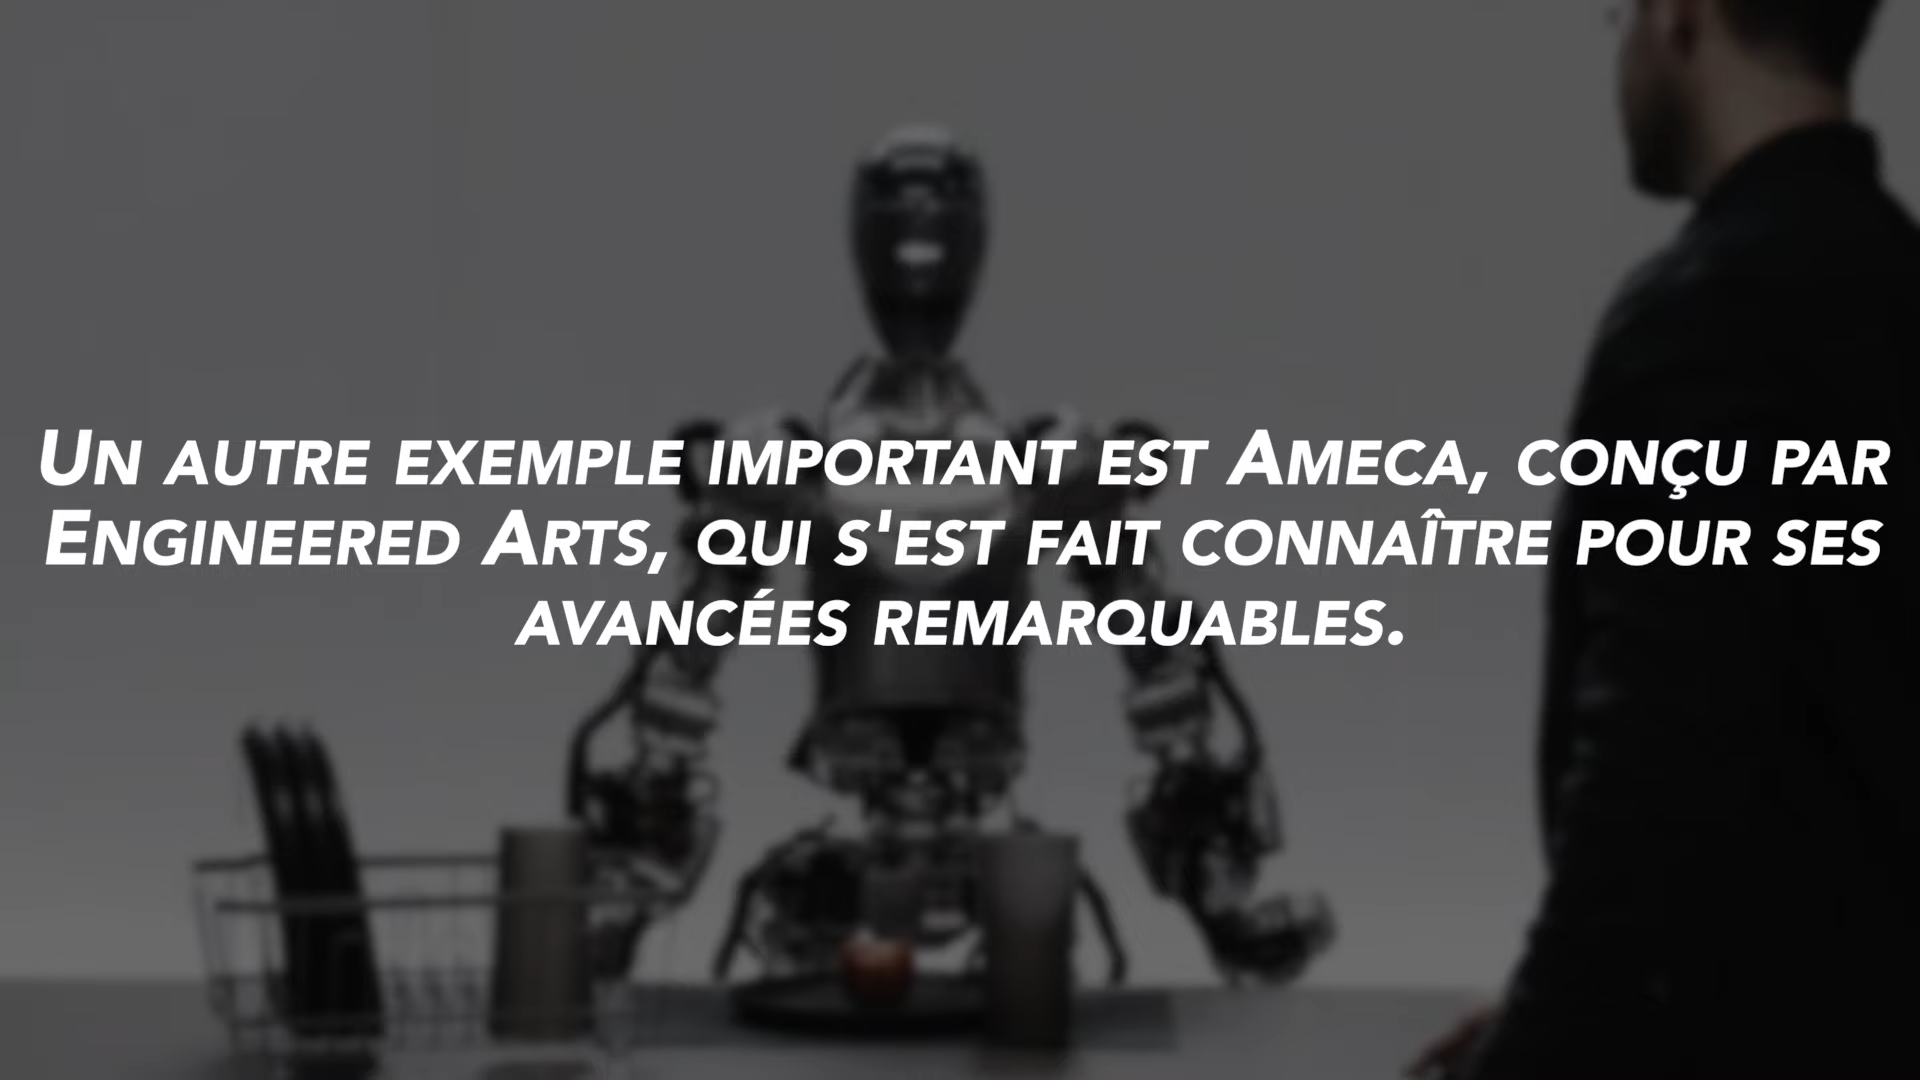 Un autre exemple important est Ameca, conçu par
Engineered Arts, qui s'est fait connaître pour ses
avancées remarquables.